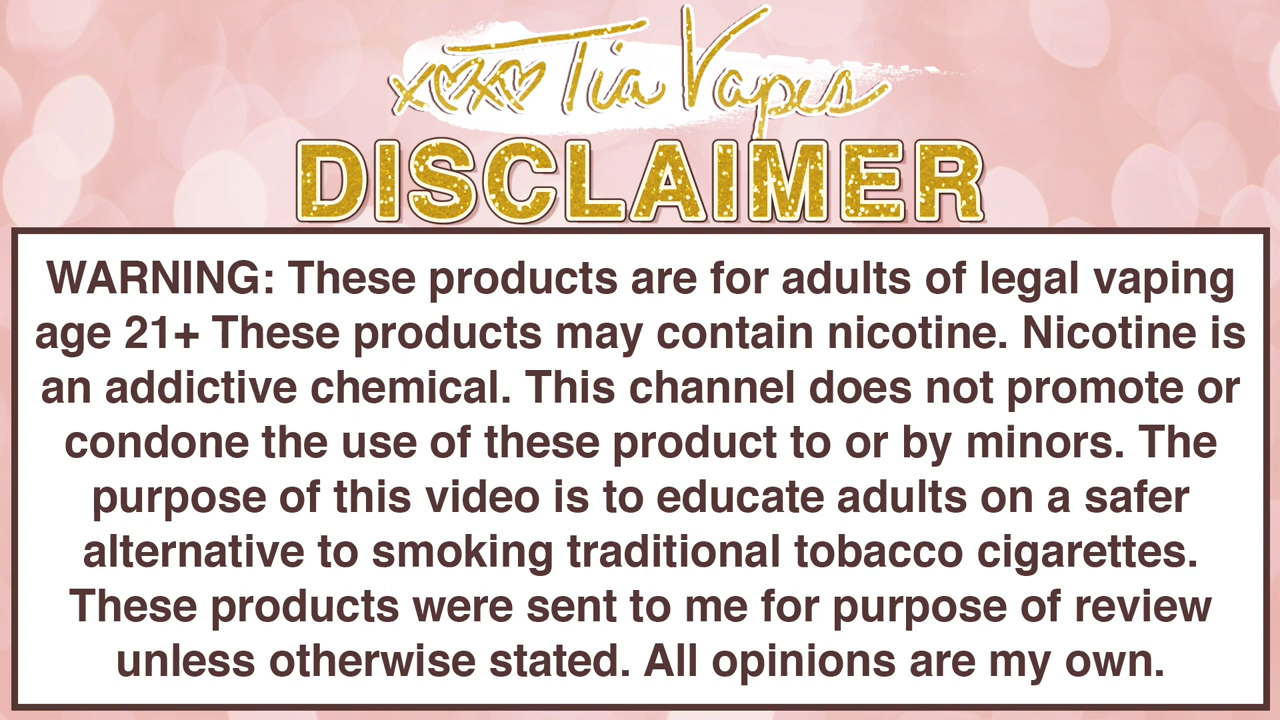 xoxo Tia Vapes
DISCLAIMER
WARNING: These products are for adults of legal vaping
age 21+ These products may contain nicotine. Nicotine is
an addictive chemical. This channel does not promote or
condone the use of these product to or by minors. The
purpose of this video is to educate adults on a safer
alternative to smoking traditional tobacco cigarettes.
These products were sent to me for purpose of review
unless otherwise stated. All opinions are my own.